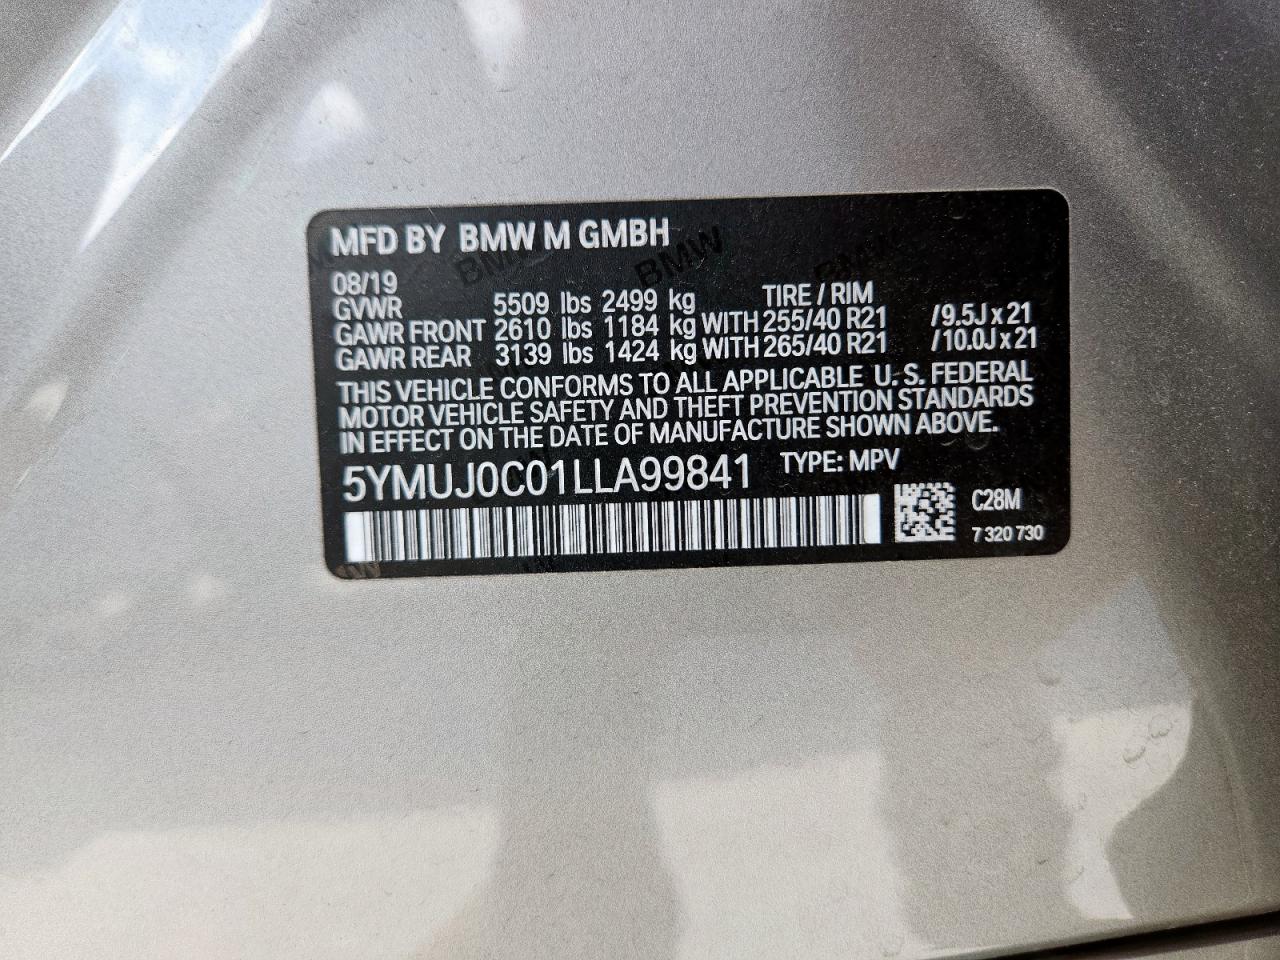 MFD BY BMW M GMBH
08/19 TIRE / RIM
GVWR 5509 lbs 2499 kg
GAWR FRONT 2610 lbs 1184 kg WITH 255/40 R21 /9.5J x 21
GAWR REAR 3139 lbs 1424 kg WITH 265/40 R21 /10.0J x 21
THIS VEHICLE CONFORMS TO ALL APPLICABLE U. S. FEDERAL
MOTOR VEHICLE SAFETY AND THEFT PREVENTION STANDARDS
IN EFFECT ON THE DATE OF MANUFACTURE SHOWN ABOVE.
5YMUJ0C01LLA99841 TYPE: MPV
C28M
7 320 730